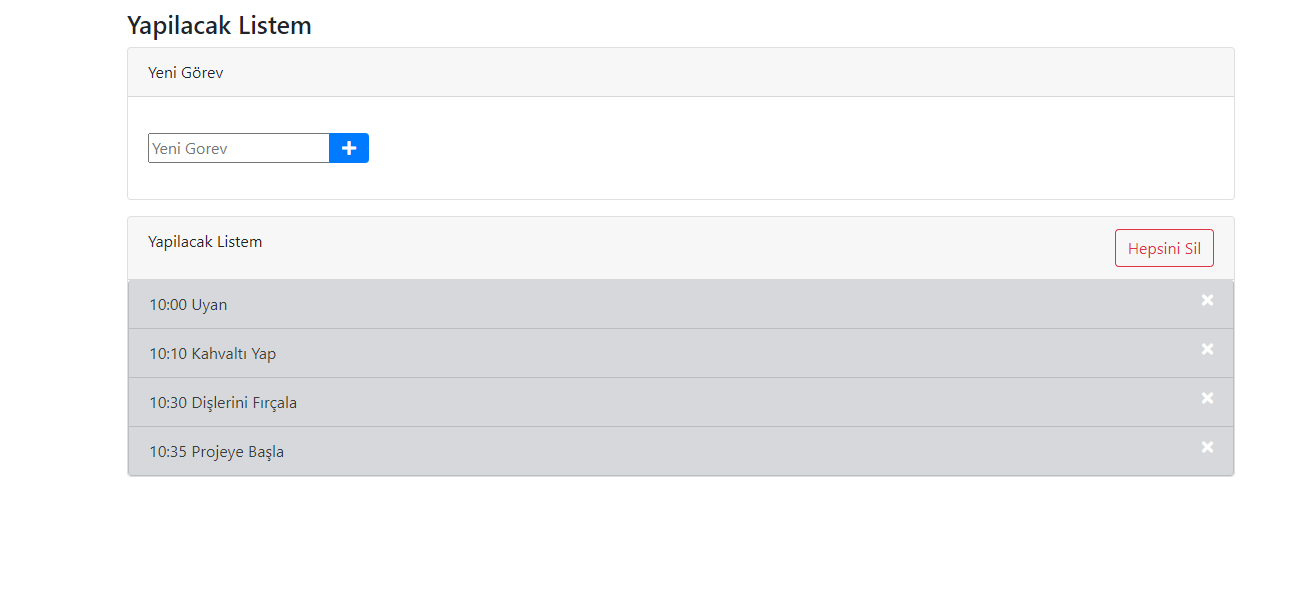 Yapilacak Listem
Yeni Görev
Yeni Gorev
Yapilacak Listem
Hepsini Sil
10:00 Uyan
10:10 Kahvaltı Yap
10:30 Dişlerini Fırçala
10:35 Projeye Başla